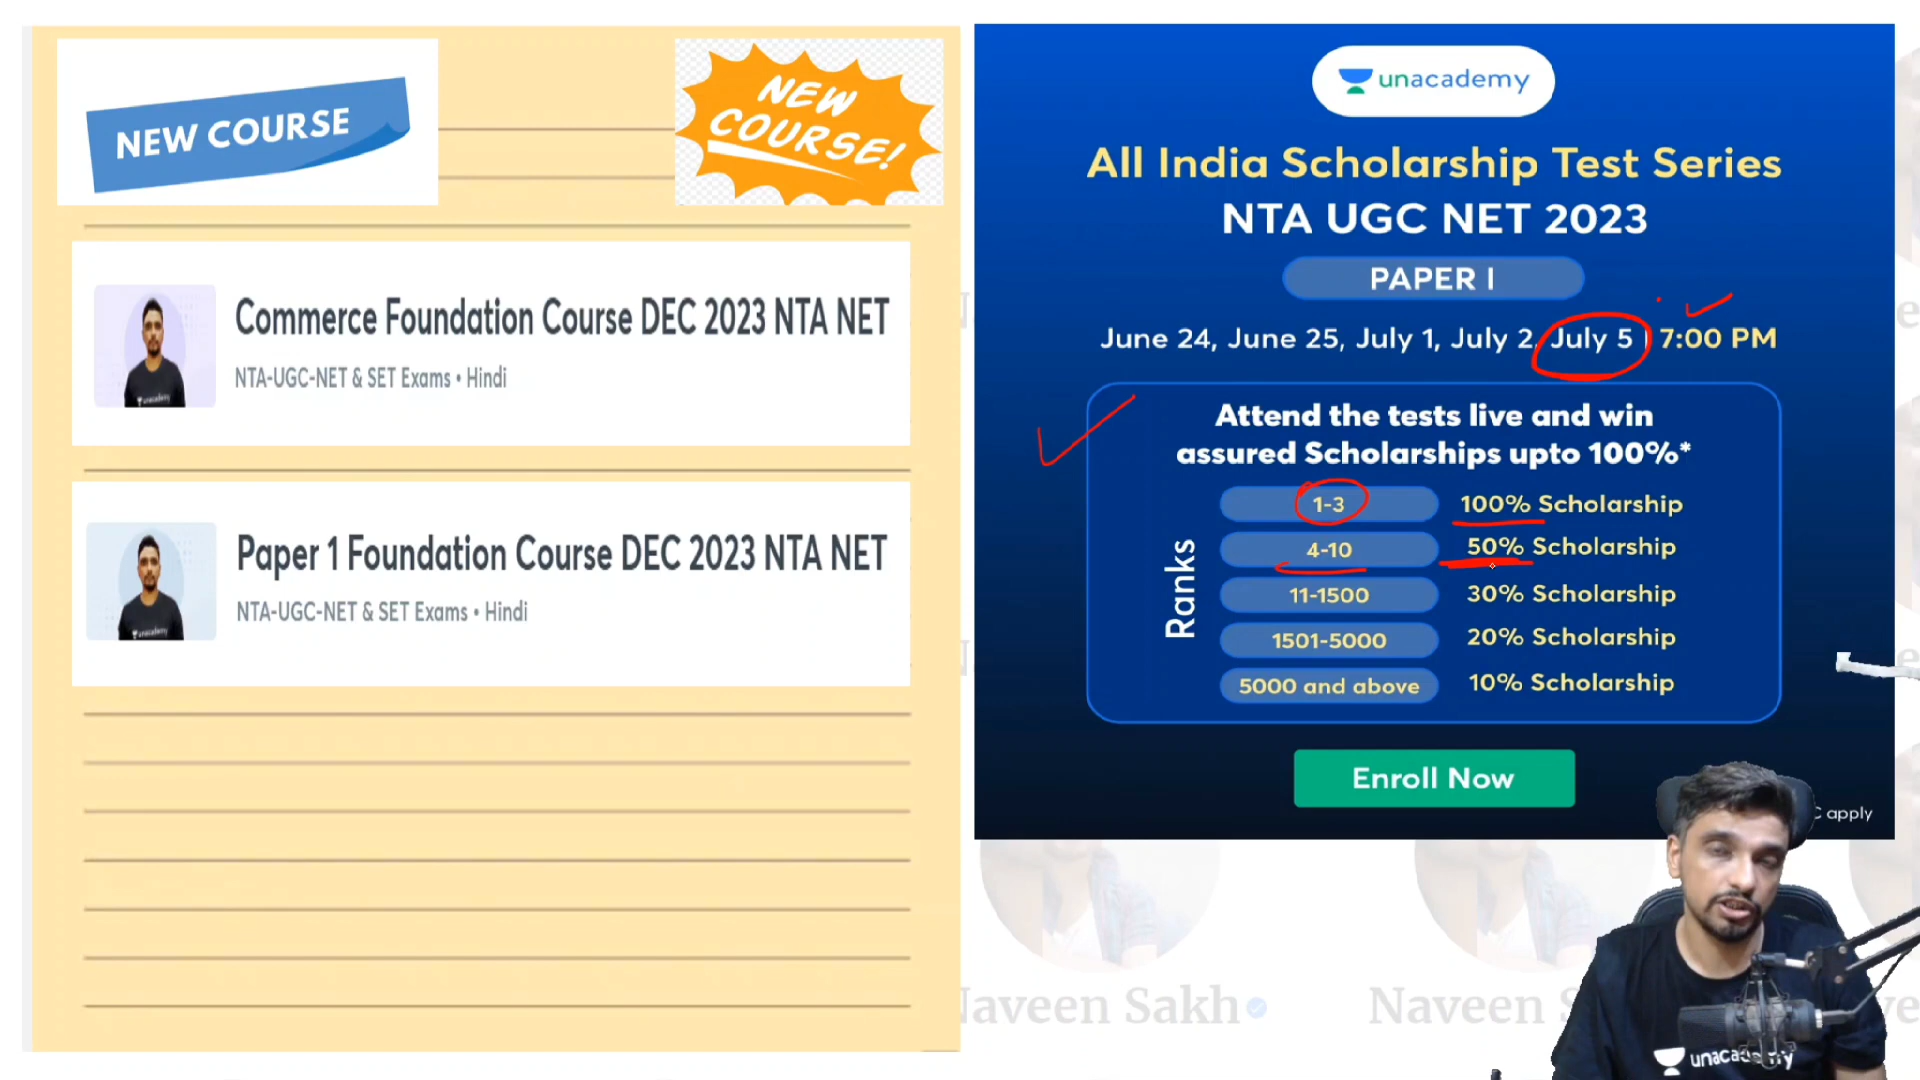 NEW COURSE
NEW
COURSE!
Commerce Foundation Course DEC 2023 NTA NET
NTA-UGC-NET & SET Exams • Hindi
Paper 1 Foundation Course DEC 2023 NTA NET
NTA-UGC-NET & SET Exams • Hindi
unacademy
All India Scholarship Test Series
NTA UGC NET 2023
PAPER I
June 24, June 25, July 1, July 2, July 5 | 7:00 PM
Attend the tests live and win
assured Scholarships upto 100%*
Ranks
1-3 100% Scholarship
4-10 50% Scholarship
11-1500 30% Scholarship
1501-5000 20% Scholarship
5000 and above 10% Scholarship
Enroll Now
apply
Naveen Sakh
Naveen
unacademy